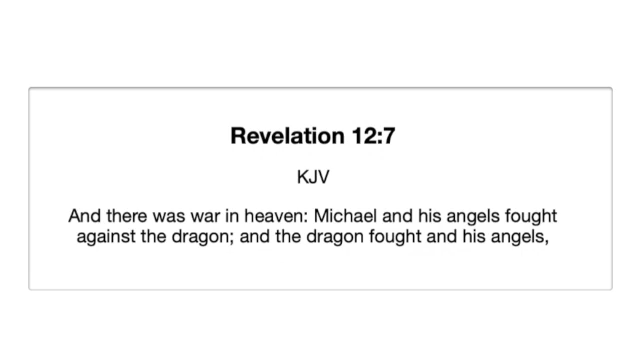 Revelation 12:7
KJV
And there was war in heaven: Michael and his angels fought
against the dragon; and the dragon fought and his angels,